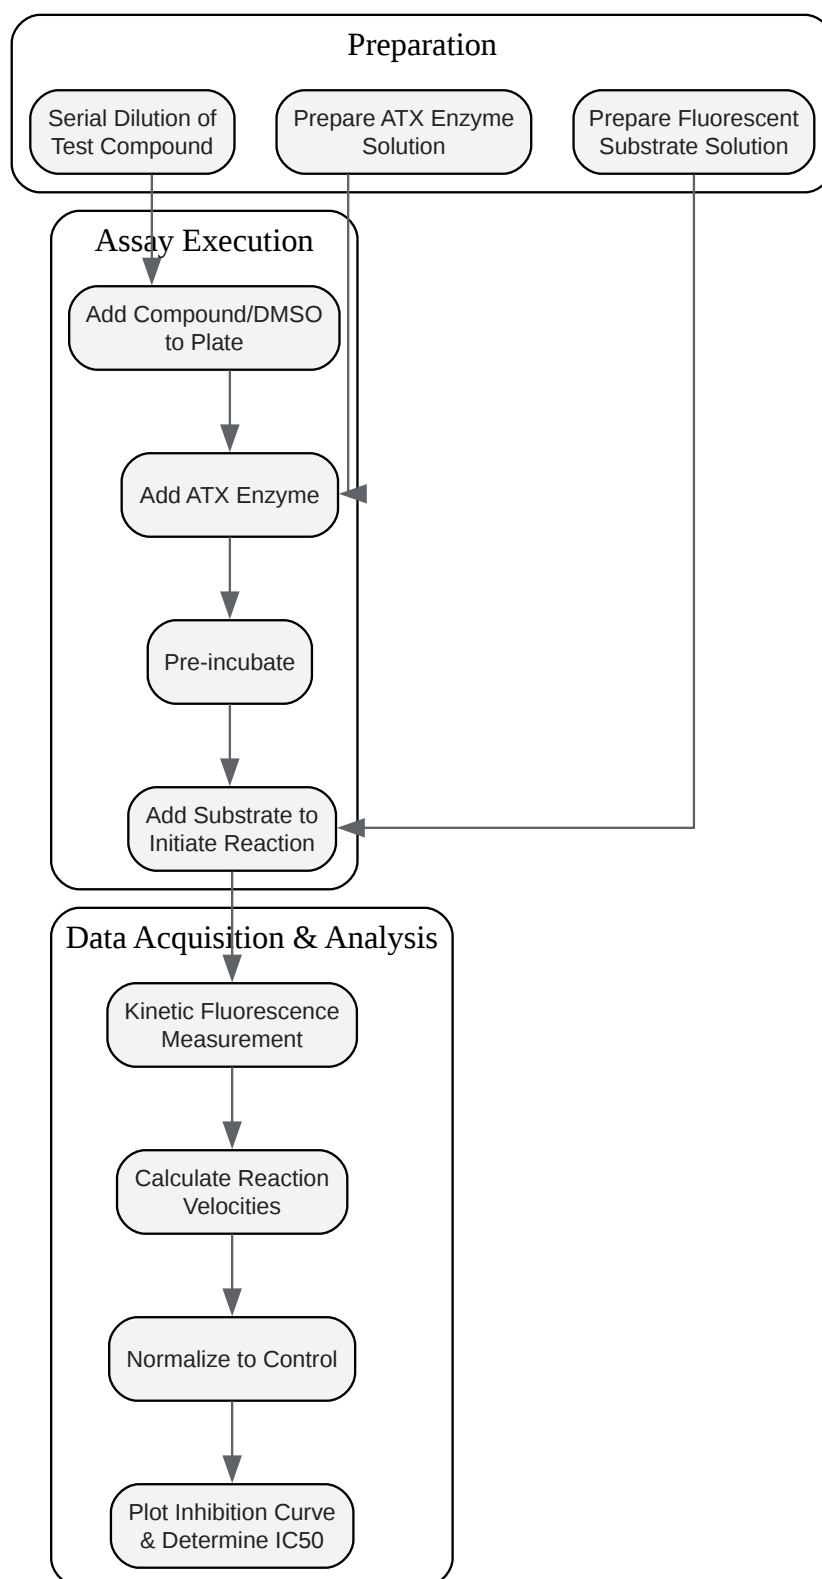 Preparation
Serial Dilution of
Test Compound
Prepare ATX Enzyme
Solution
Prepare Fluorescent
Substrate Solution
Assay Execution
Add Compound/DMSO
to Plate
Add ATX Enzyme
Pre-incubate
Add Substrate to
Initiate Reaction
Data Acquisition & Analysis
Kinetic Fluorescence
Measurement
Calculate Reaction
Velocities
Normalize to Control
Plot Inhibition Curve
& Determine IC50